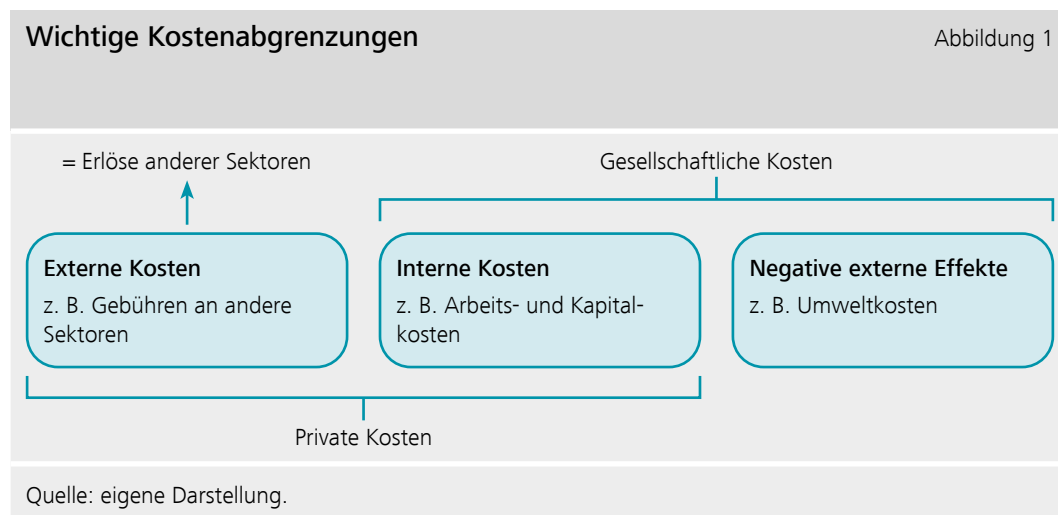 Wichtige Kostenabgrenzungen
Abbildung 1
= Erlöse anderer Sektoren
Gesellschaftliche Kosten
Externe Kosten
z. B. Gebühren an andere
Sektoren
Interne Kosten
z. B. Arbeits- und Kapital-
kosten
Negative externe Effekte
z. B. Umweltkosten
Private Kosten
Quelle: eigene Darstellung.